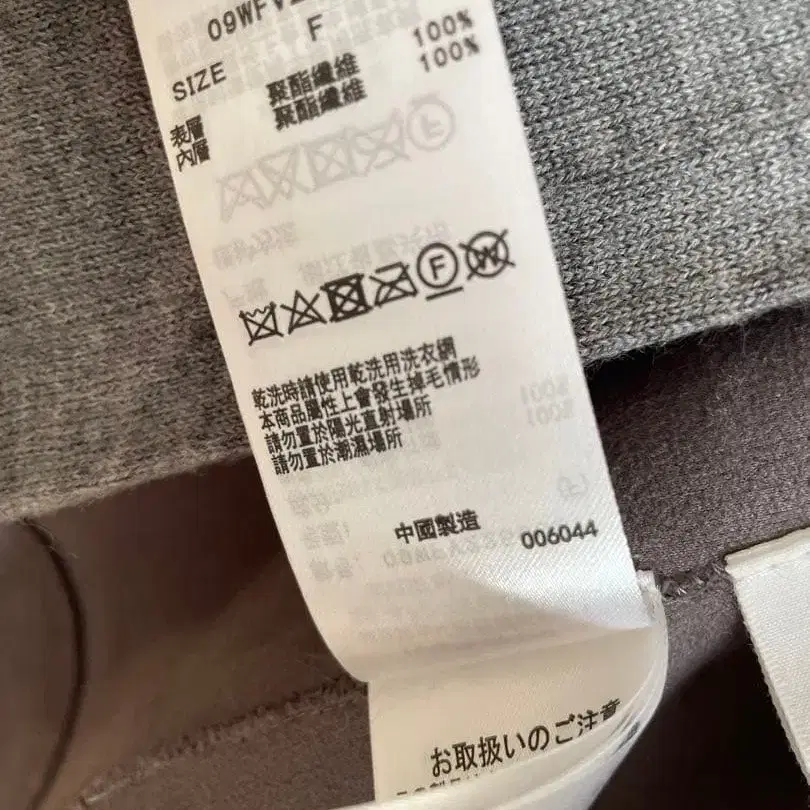 SIZE F
表層 聚酯纖維 100%
內層 聚酯纖維 100%
F W
乾洗時請使用乾洗用洗衣網
本商品屬性上會發生掉毛情形
請勿置於陽光直射場所
請勿置於潮濕場所
中國製造 006044
お取扱いのご注意